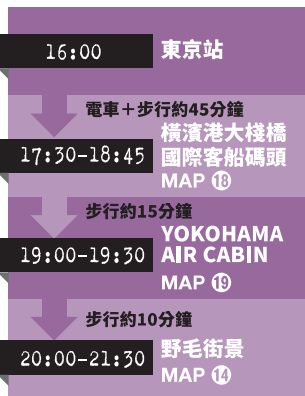 16:00 東京站
電車＋步行約45分鐘
橫濱港大棧橋
17:30-18:45 國際客船碼頭
MAP ⑱
步行約15分鐘
YOKOHAMA
19:00-19:30 AIR CABIN
MAP ⑲
步行約10分鐘
20:00-21:30 野毛街景
MAP ⑭